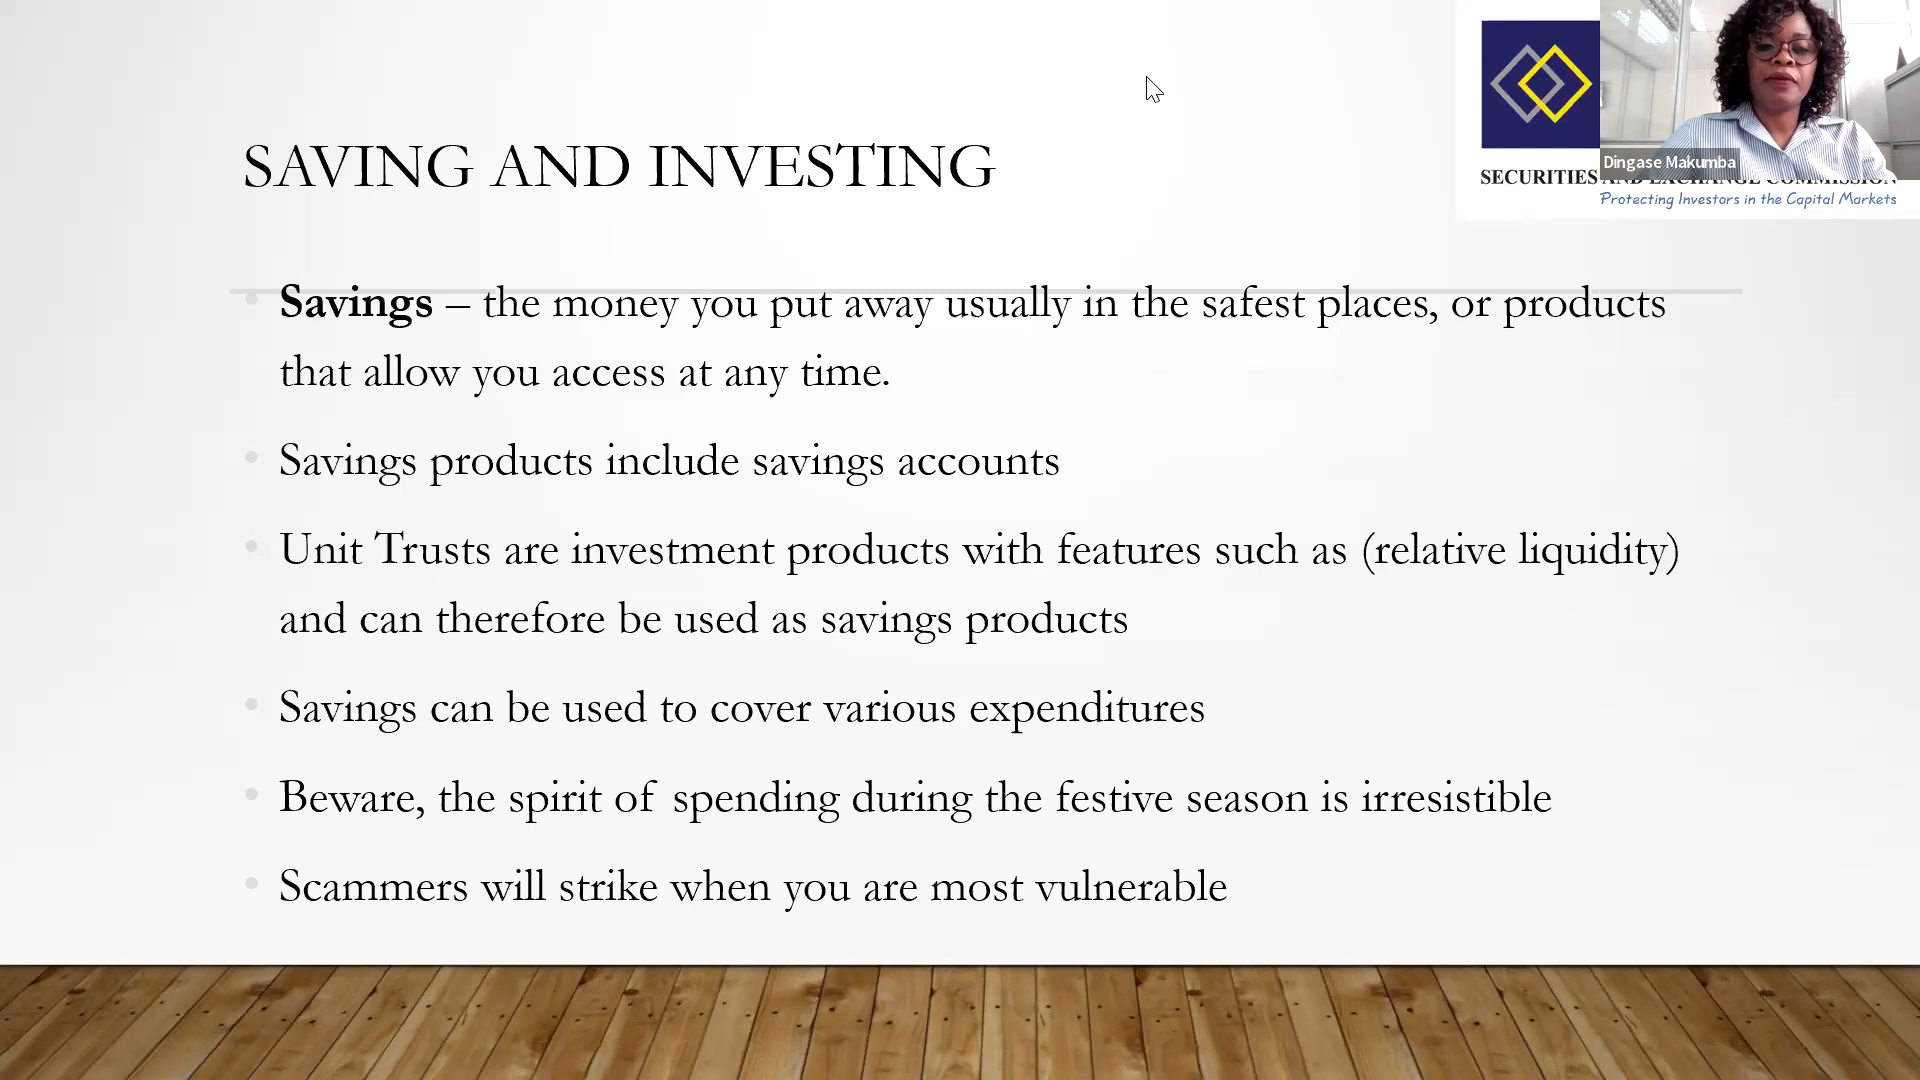 SAVING AND INVESTING
Dingase Makumba
SECURITIES AND EXCHANGE COMMISSION
Protecting Investors in the Capital Markets
• Savings – the money you put away usually in the safest places, or products
that allow you access at any time.
• Savings products include savings accounts
• Unit Trusts are investment products with features such as (relative liquidity)
and can therefore be used as savings products
• Savings can be used to cover various expenditures
• Beware, the spirit of spending during the festive season is irresistible
• Scammers will strike when you are most vulnerable